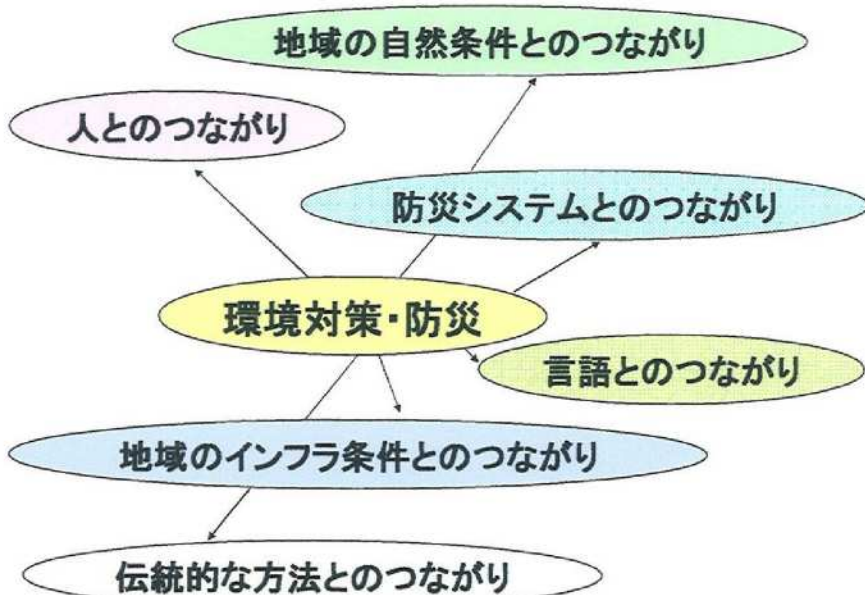 地域の自然条件とのつながり
人とのつながり
防災システムとのつながり
環境対策・防災
言語とのつながり
地域のインフラ条件とのつながり
伝統的な方法とのつながり